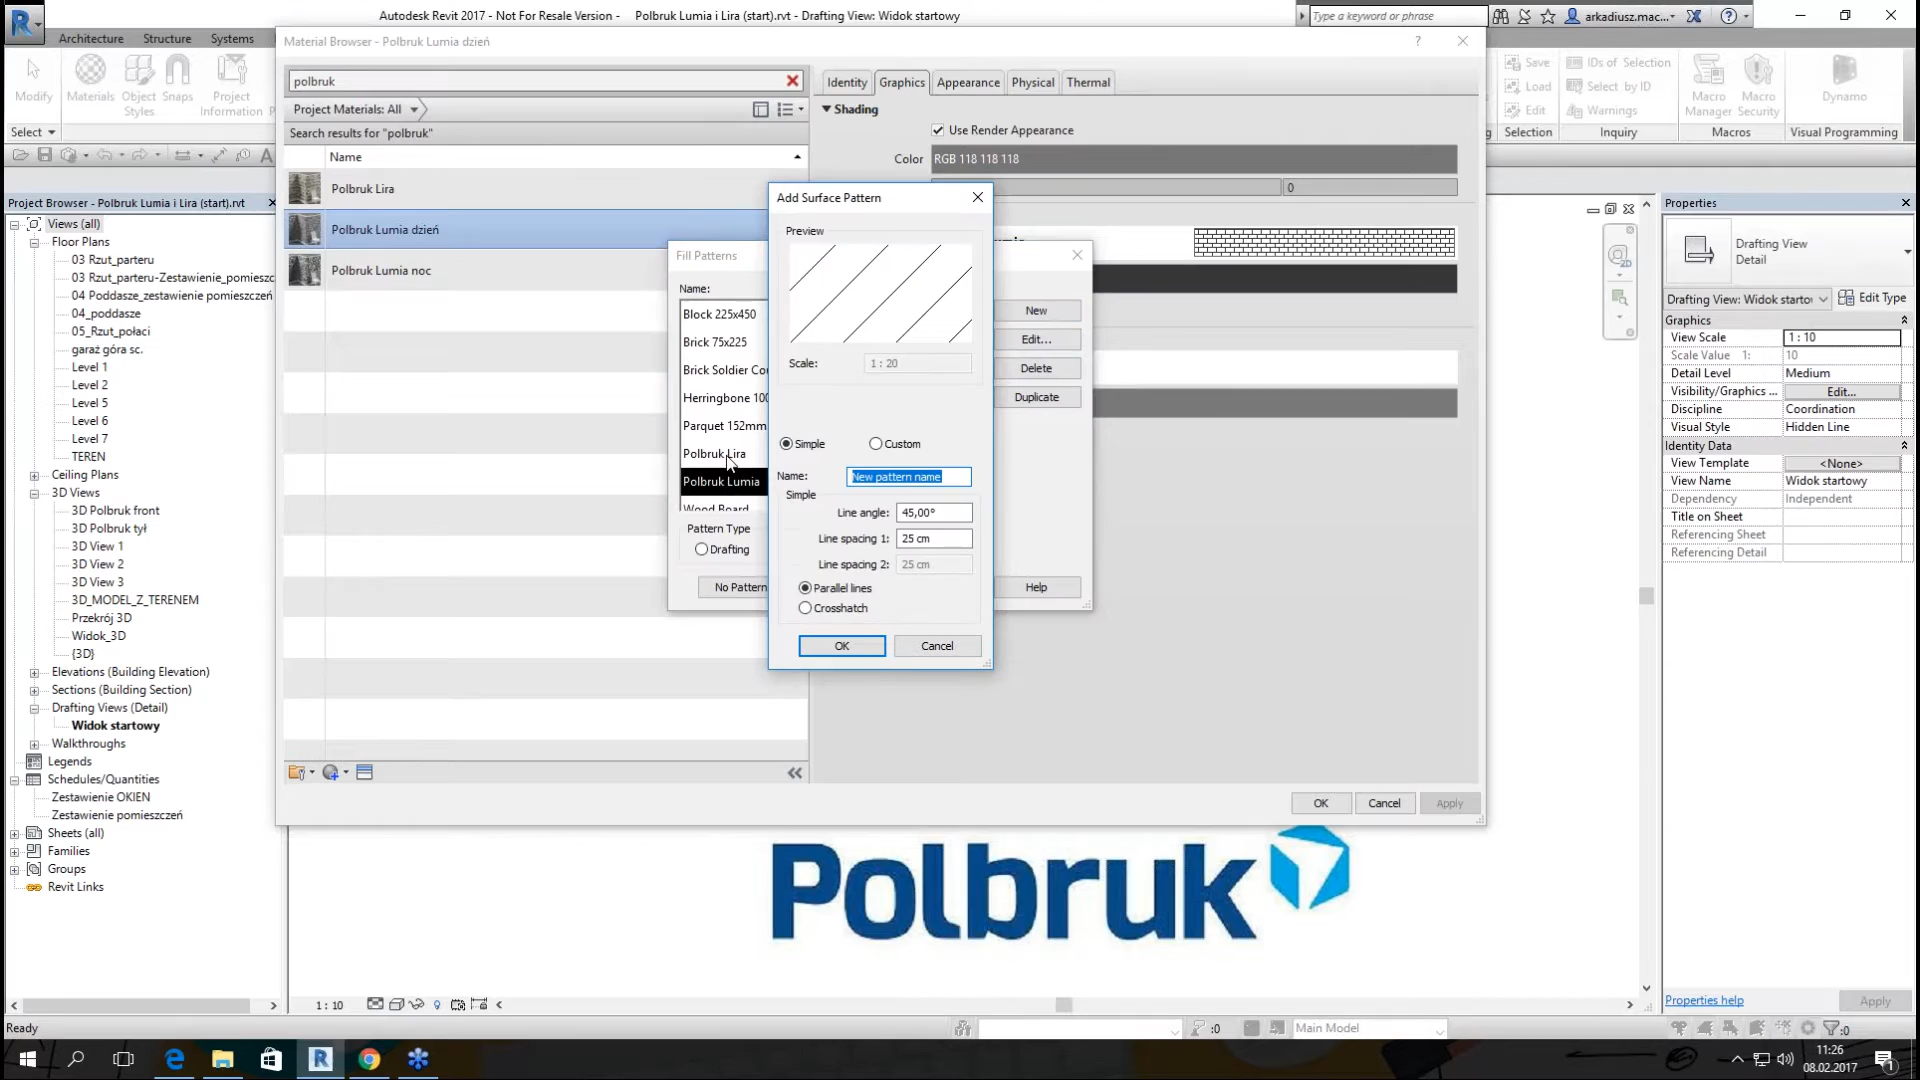 Autodesk Revit 2017 - Not For Resale Version - Polbruk Lumia i Lira (start).rvt - Drafting View: Widok startowy
Type a keyword or phrase
arkadiusz.mac...
Architecture Structure Systems
Modify
Materials
Object Styles
Snaps
Project Information
Select
Save
Load
Edit
IDs of Selection
Select by ID
Warnings
Macro Manager
Macro Security
Dynamo
Selection
Inquiry
Macros
Visual Programming
Project Browser - Polbruk Lumia i Lira (start).rvt
Views (all)
Floor Plans
03 Rzut_parteru
03 Rzut_parteru-Zestawienie_pomieszc
04 Poddasze_zestawienie pomieszczeń
04_poddasze
05_Rzut_połaci
garaż góra sc.
Level 1
Level 2
Level 5
Level 6
Level 7
TEREN
Ceiling Plans
3D Views
3D Polbruk front
3D Polbruk tył
3D View 1
3D View 2
3D View 3
3D_MODEL_Z_TERENEM
Przekrój 3D
Widok_3D
{3D}
Elevations (Building Elevation)
Sections (Building Section)
Drafting Views (Detail)
Widok startowy
Walkthroughs
Legends
Schedules/Quantities
Zestawienie OKIEN
Zestawienie pomieszczeń
Sheets (all)
Families
Groups
Revit Links
Material Browser - Polbruk Lumia dzień
polbruk
Project Materials: All
Search results for "polbruk"
Name
Polbruk Lira
Polbruk Lumia dzień
Polbruk Lumia noc
Identity Graphics Appearance Physical Thermal
Shading
Use Render Appearance
Color RGB 118 118 118
0
OK Cancel Apply
Fill Patterns
Name:
Block 225x450
Brick 75x225
Brick Soldier Cou
Herringbone 100
Parquet 152mm
Polbruk Lira
Polbruk Lumia
Wood Board
Pattern Type
Drafting
No Pattern
New
Edit...
Delete
Duplicate
Help
Add Surface Pattern
Preview
Scale: 1 : 20
Simple Custom
Name: New pattern name
Simple
Line angle: 45,00°
Line spacing 1: 25 cm
Line spacing 2: 25 cm
Parallel lines
Crosshatch
OK Cancel
Polbruk
2D
Properties
Drafting View
Detail
Drafting View: Widok startov Edit Type
Graphics
View Scale 1 : 10
Scale Value 1: 10
Detail Level Medium
Visibility/Graphics ... Edit...
Discipline Coordination
Visual Style Hidden Line
Identity Data
View Template <None>
View Name Widok startowy
Dependency Independent
Title on Sheet
Referencing Sheet
Referencing Detail
Properties help Apply
1 : 10
Ready
:0
Main Model
:0
11:26
08.02.2017
1